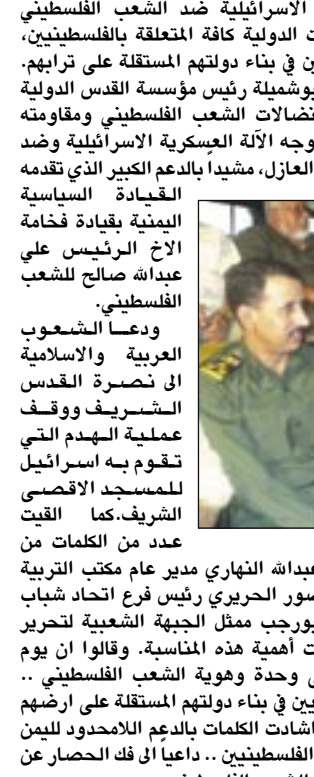 الاسرائيلية ضد الشعب الفلسطيني
الدولية كافة المتعلقة بالفلسطينيين،
في بناء دولتهم المستقلة على ترابهم.
بوشميلة رئيس مؤسسة القدس الدولية
نضالات الشعب الفلسطيني ومقاومته
وجه الآلة العسكرية الاسرائيلية وضد
العازل، مشيداً بالدعم الكبير الذي تقدمه
القيادة السياسية
اليمنية بقيادة فخامة
الاخ الرئيس علي
عبدالله صالح للشعب
الفلسطيني.
ودعا الشعوب
العربية والاسلامية
الى نصرة القدس
الشريف ووقف
عملية الهدم التي
تقوم به اسرائيل
للمسجد الاقصى
الشريف.كما القيت
عدد من الكلمات من
عبدالله النهاري مدير عام مكتب التربية
الحريري رئيس فرع اتحاد شباب
ممثل الجبهة الشعبية لتحرير
أهمية هذه المناسبة. وقالوا ان يوم
وحدة وهوية الشعب الفلسطيني ..
في بناء دولتهم المستقلة على ارضهم
اشادت الكلمات بالدعم اللامحدود لليمن
الفلسطينيين .. داعياً الى فك الحصار عن